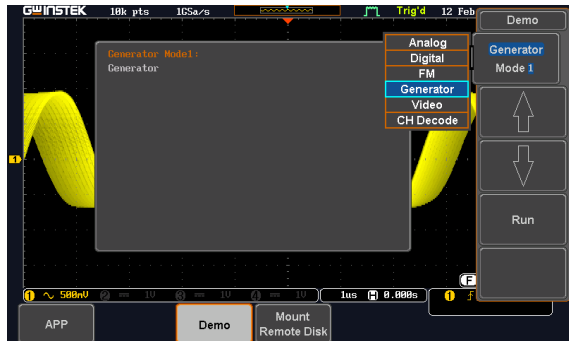 GWINSTEK 10k pts 1GSa/s Trig'd 12 Feb
Demo
Generator
Mode 1
Run
Analog
Digital
FM
Generator
Video
CH Decode
Generator Mode1:
Generator
1
F
1 500mV 2 1V 3 1V 4 1V 1us H 0.000s 1 f
APP Demo Mount
Remote Disk